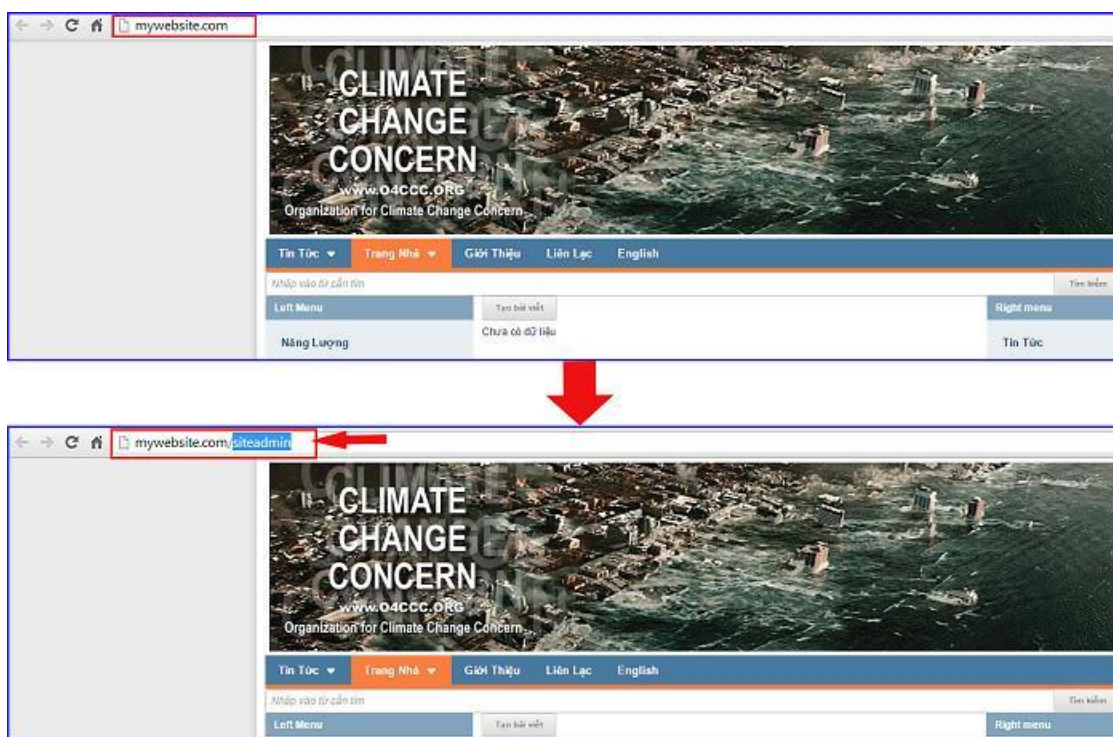 mywebsite.com
CLIMATE
CHANGE
CONCERN
www.O4CCC.ORG
Organization for Climate Change Concern
Tin Tức Trang Nhà Giới Thiệu Liên Lạc English
Nhập vào từ cần tìm Tìm kiếm
Left Menu Tạo bài viết Right menu
Chưa có dữ liệu
Năng Lượng Tin Tức
mywebsite.com/siteadmin
CLIMATE
CHANGE
CONCERN
www.O4CCC.ORG
Organization for Climate Change Concern
Tin Tức Trang Nhà Giới Thiệu Liên Lạc English
Nhập vào từ cần tìm Tìm kiếm
Left Menu Tạo bài viết Right menu